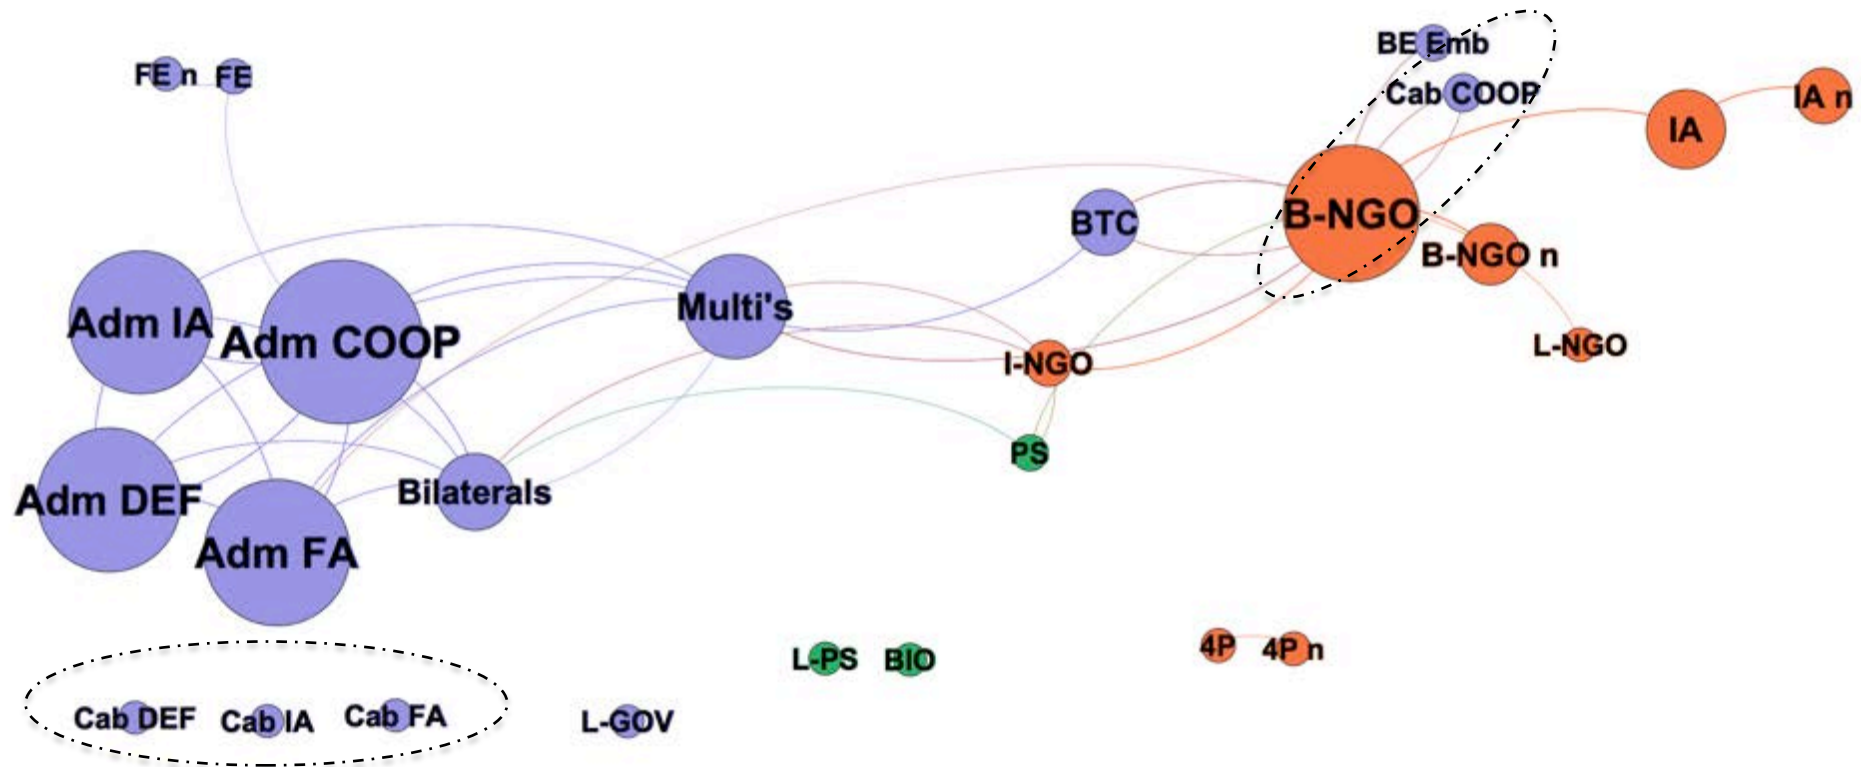 BE Emb
FE n
FE
Cab COOP
IA n
IA
B-NGO
BTC
B-NGO n
Multi's
Adm IA
Adm COOP
L-NGO
I-NGO
PS
Bilaterals
Adm DEF
Adm FA
4P
4P n
L-PS
BIO
Cab DEF
Cab IA
Cab FA
L-GOV